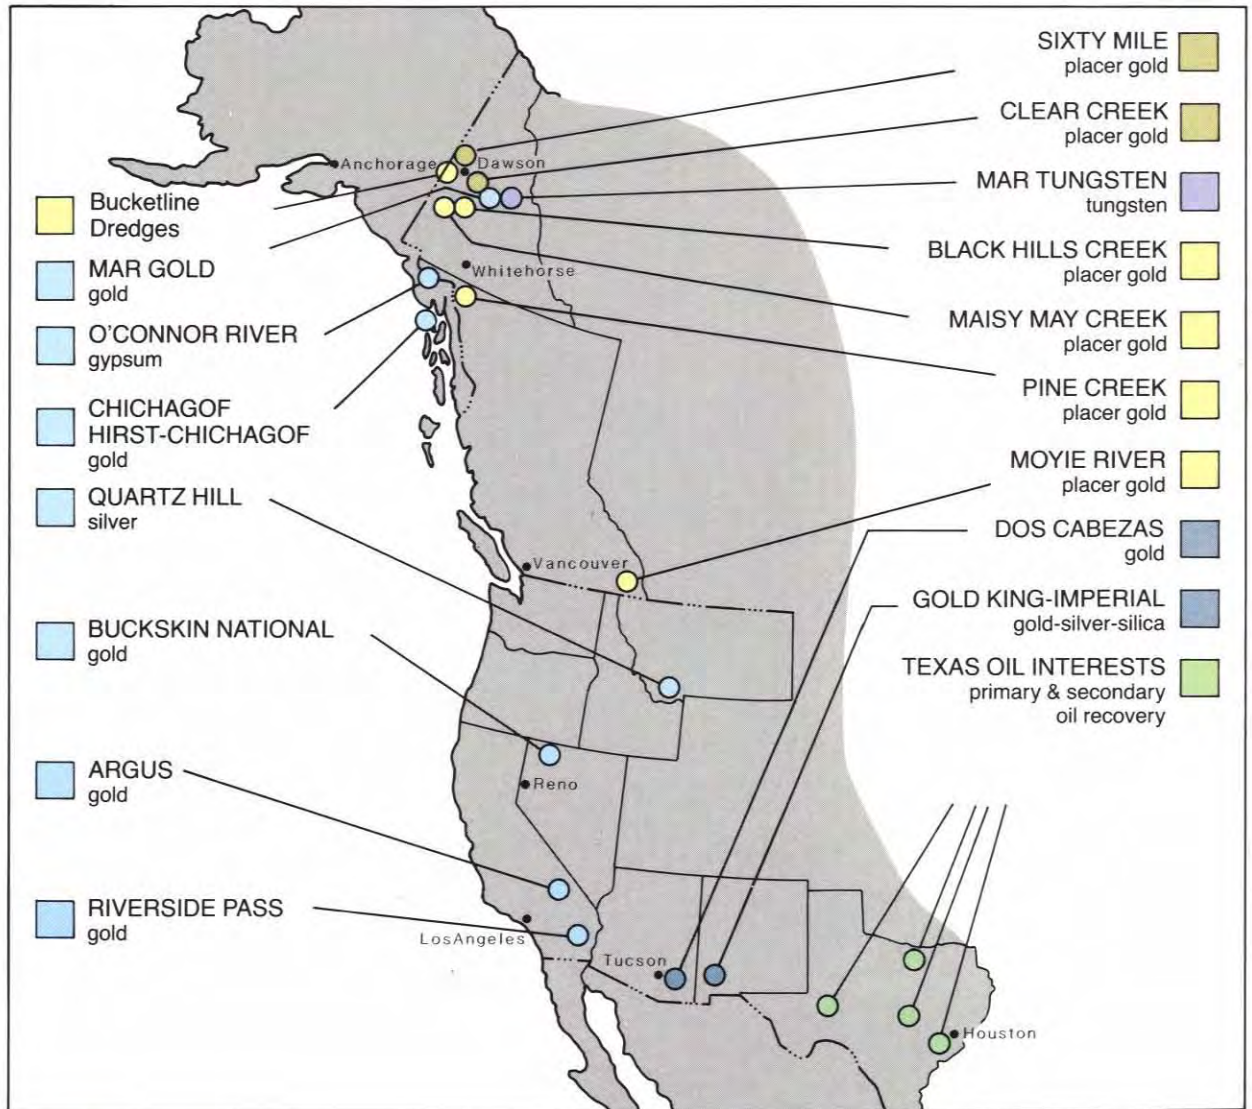 SIXTY MILE
placer gold
CLEAR CREEK
placer gold
MAR TUNGSTEN
tungsten
BLACK HILLS CREEK
placer gold
MAISY MAY CREEK
placer gold
PINE CREEK
placer gold
MOYIE RIVER
placer gold
DOS CABEZAS
gold
GOLD KING-IMPERIAL
gold-silver-silica
TEXAS OIL INTERESTS
primary & secondary
oil recovery
Bucketline
Dredges
MAR GOLD
gold
O'CONNOR RIVER
gypsum
CHICHAGOF
HIRST-CHICHAGOF
gold
QUARTZ HILL
silver
BUCKSKIN NATIONAL
gold
ARGUS
gold
RIVERSIDE PASS
gold
Anchorage
Dawson
Whitehorse
Vancouver
Reno
LosAngeles
Tucson
Houston